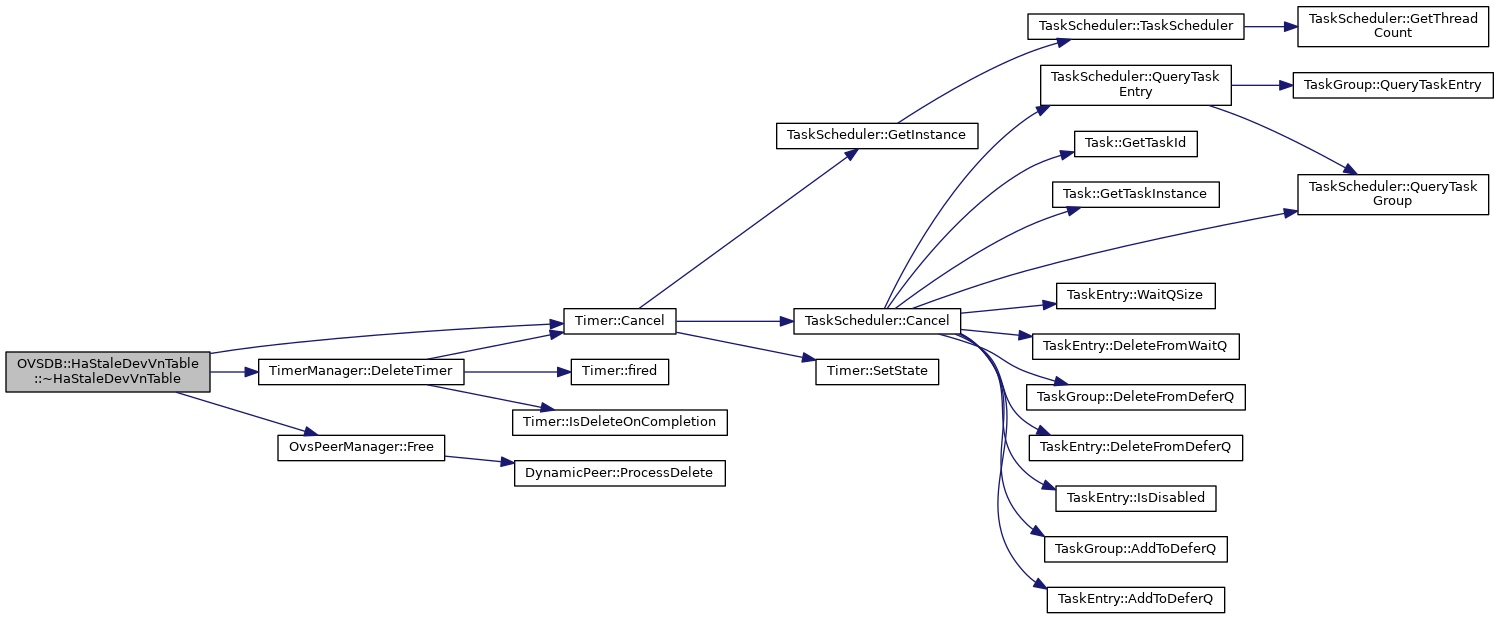 OVSDB::HaStaleDevVnTable
::~HaStaleDevVnTable
Timer::Cancel
TimerManager::DeleteTimer
OvsPeerManager::Free
Timer::fired
Timer::IsDeleteOnCompletion
DynamicPeer::ProcessDelete
TaskScheduler::GetInstance
TaskScheduler::Cancel
Timer::SetState
TaskScheduler::TaskScheduler
TaskScheduler::QueryTask
Entry
Task::GetTaskId
Task::GetTaskInstance
TaskEntry::WaitQSize
TaskEntry::DeleteFromWaitQ
TaskGroup::DeleteFromDeferQ
TaskEntry::DeleteFromDeferQ
TaskEntry::IsDisabled
TaskGroup::AddToDeferQ
TaskEntry::AddToDeferQ
TaskScheduler::GetThread
Count
TaskGroup::QueryTaskEntry
TaskScheduler::QueryTask
Group